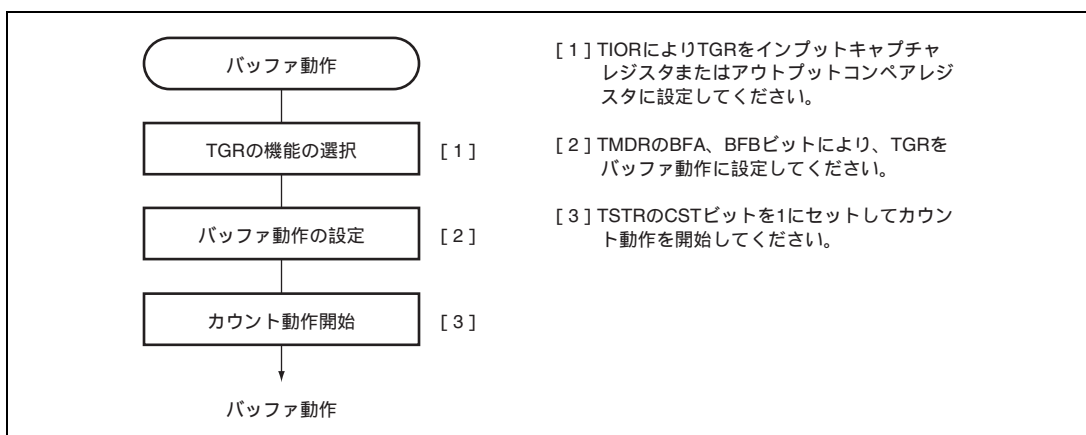 バッファ動作
TGRの機能の選択 [ 1 ]
バッファ動作の設定 [ 2 ]
カウント動作開始 [ 3 ]
バッファ動作
[ 1 ] TIORによりTGRをインプットキャプチャ
レジスタまたはアウトプットコンペアレジ
スタに設定してください。
[ 2 ] TMDRのBFA、BFBビットにより、TGRを
バッファ動作に設定してください。
[ 3 ] TSTRのCSTビットを1にセットしてカウン
ト動作を開始してください。